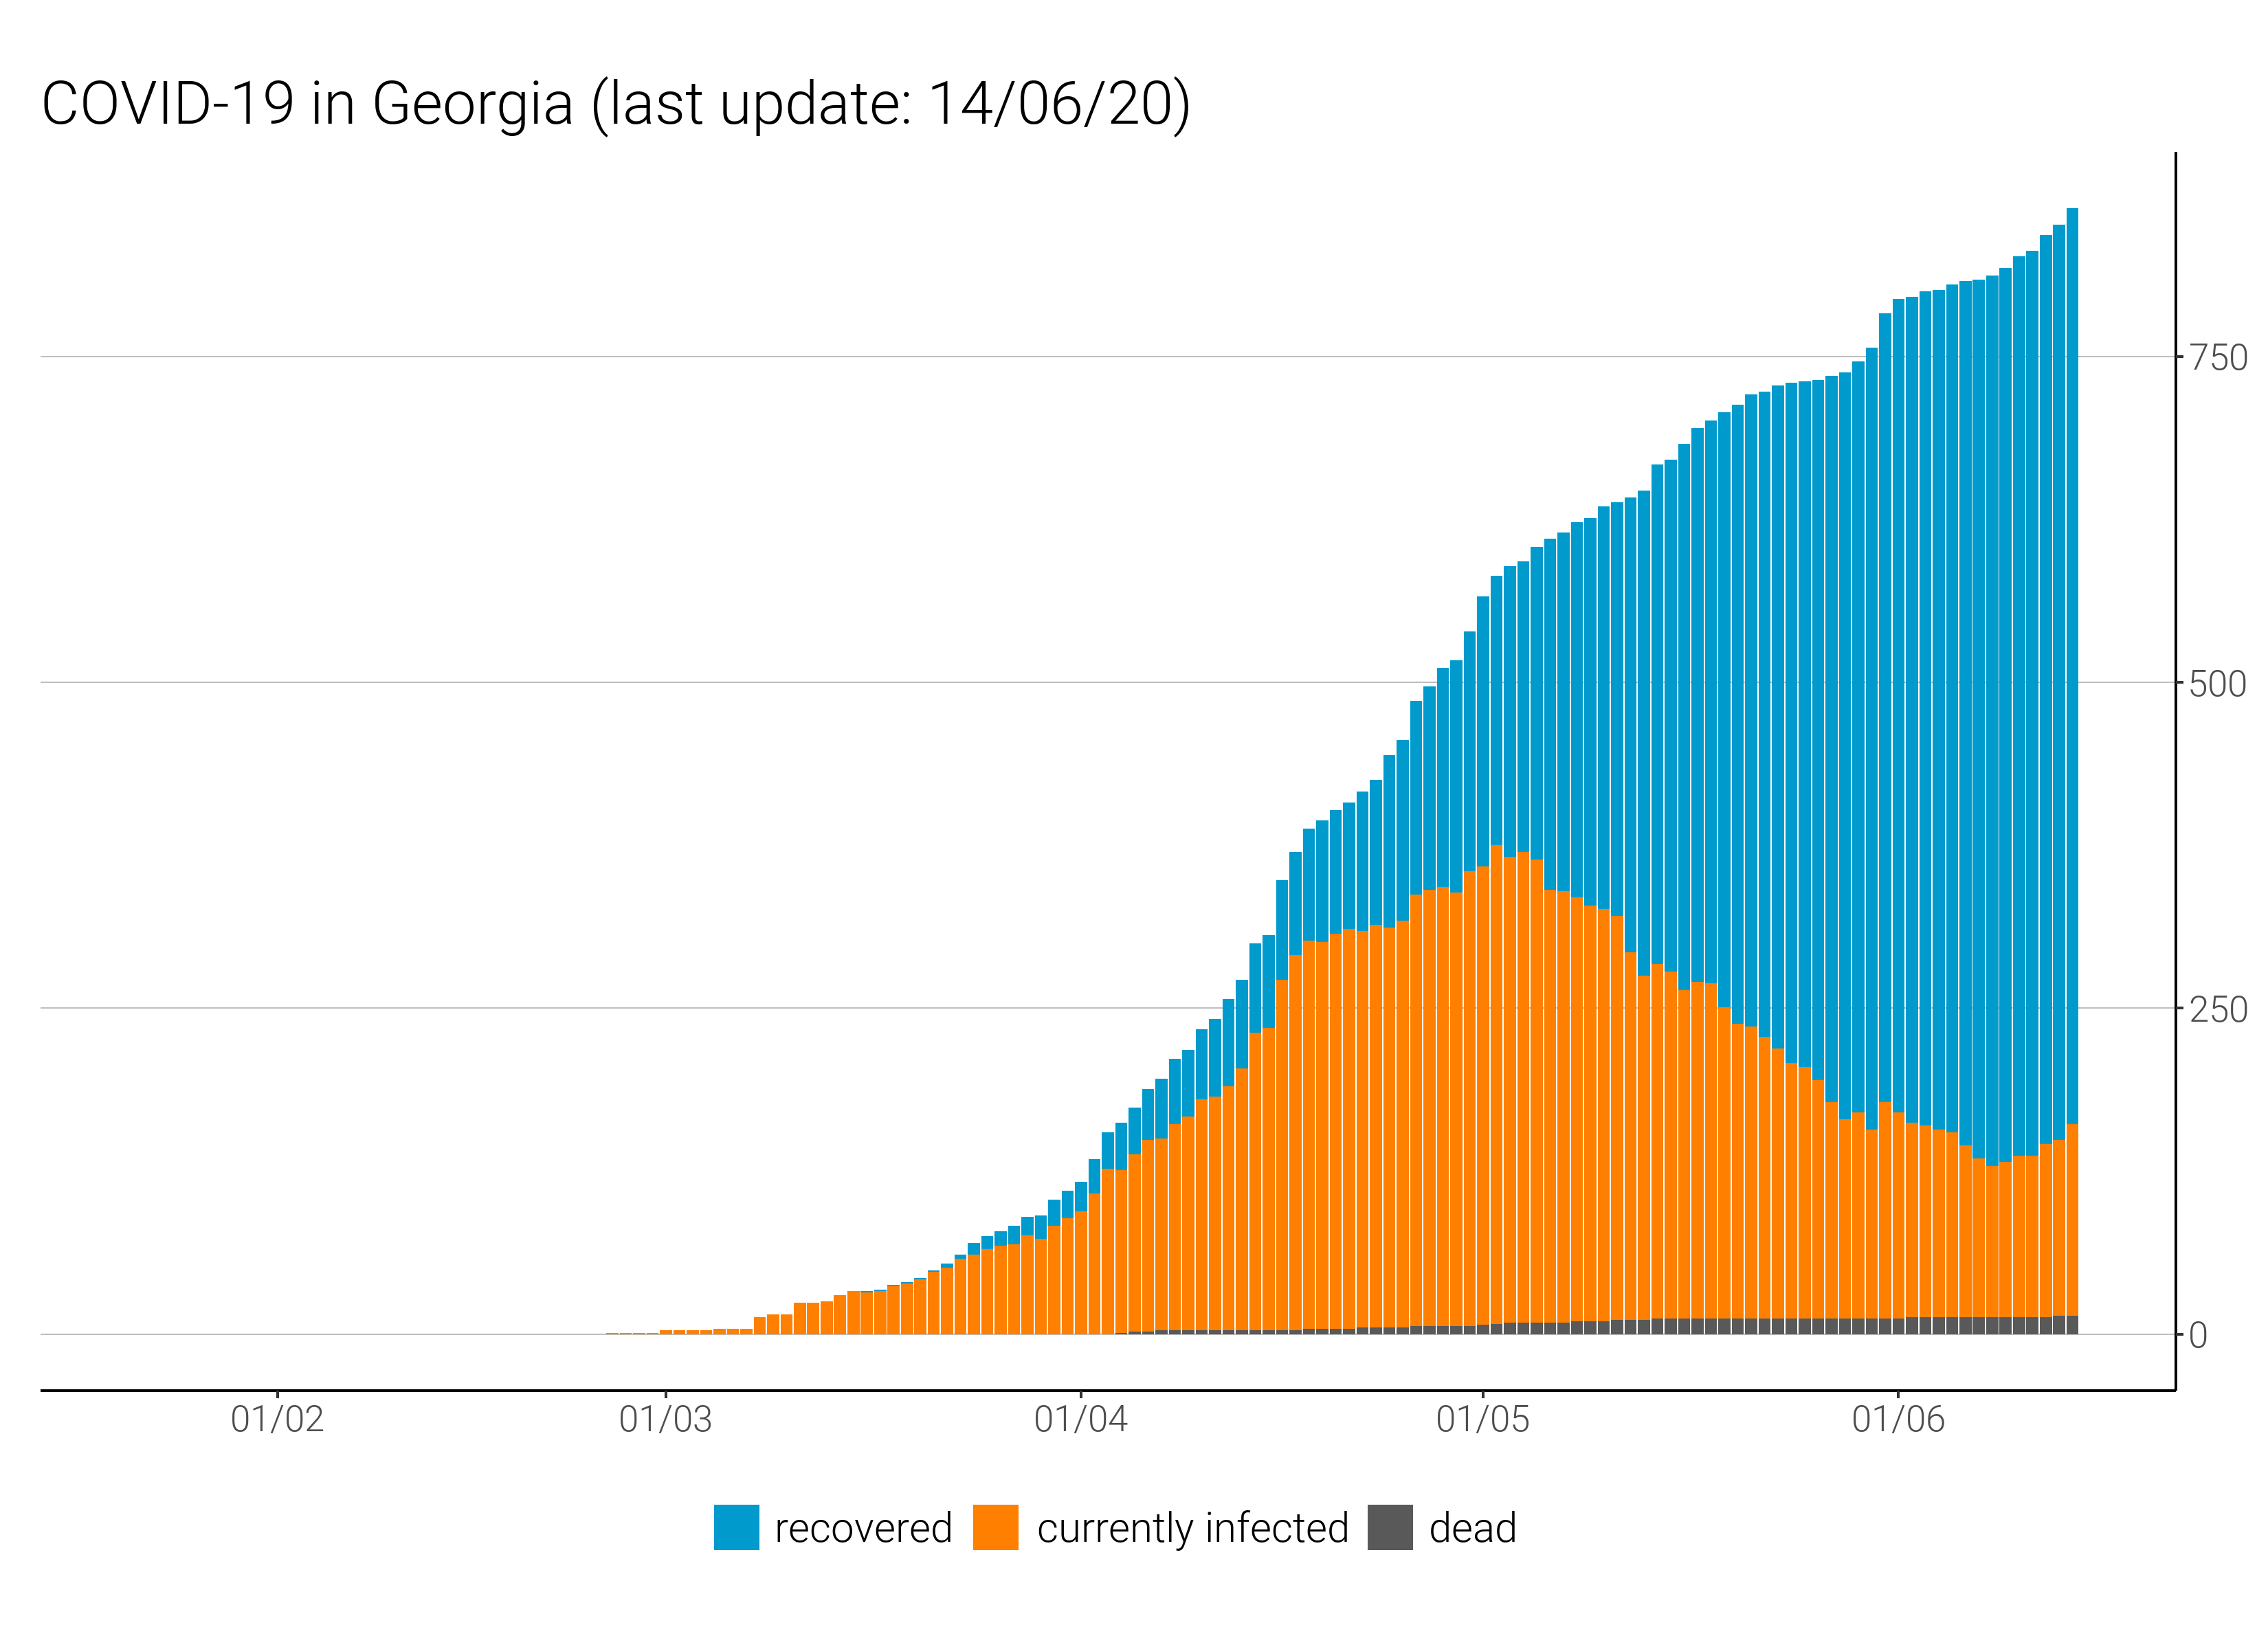 COVID-19 in Georgia (last update: 14/06/20)
750
500
250
0
01/02 01/03 01/04 01/05 01/06
recovered currently infected dead